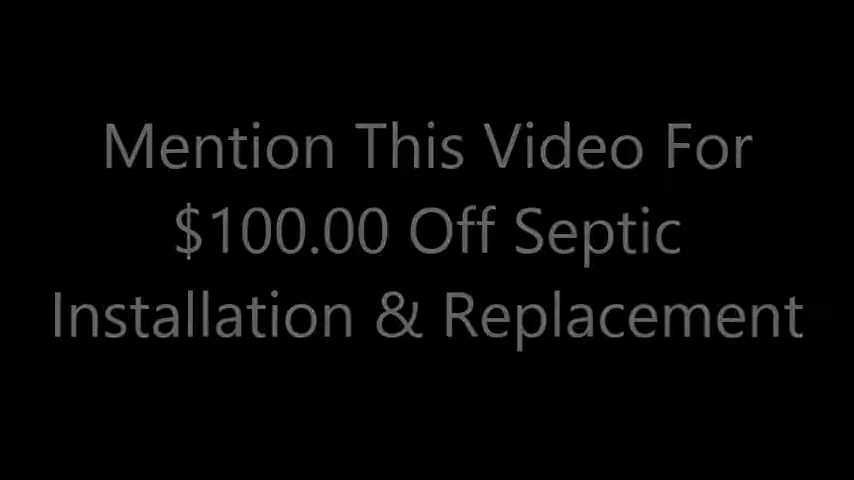 Mention This Video For
$100.00 Off Septic
Installation & Replacement